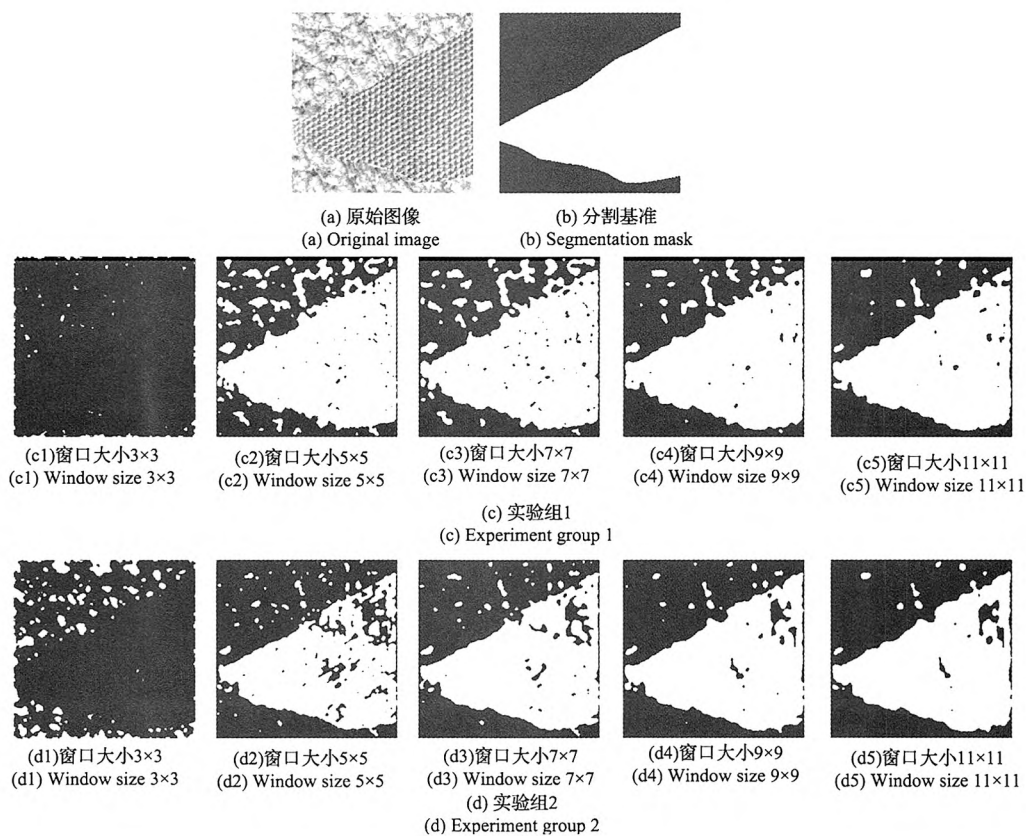 (a) 原始图像
(a) Original image
(b) 分割基准
(b) Segmentation mask
(c1)窗口大小3×3
(c1) Window size 3×3
(c2)窗口大小5×5
(c2) Window size 5×5
(c3)窗口大小7×7
(c3) Window size 7×7
(c4)窗口大小9×9
(c4) Window size 9×9
(c5)窗口大小11×11
(c5) Window size 11×11
(c) 实验组1
(c) Experiment group 1
(d1)窗口大小3×3
(d1) Window size 3×3
(d2)窗口大小5×5
(d2) Window size 5×5
(d3)窗口大小7×7
(d3) Window size 7×7
(d4)窗口大小9×9
(d4) Window size 9×9
(d5)窗口大小11×11
(d5) Window size 11×11
(d) 实验组2
(d) Experiment group 2